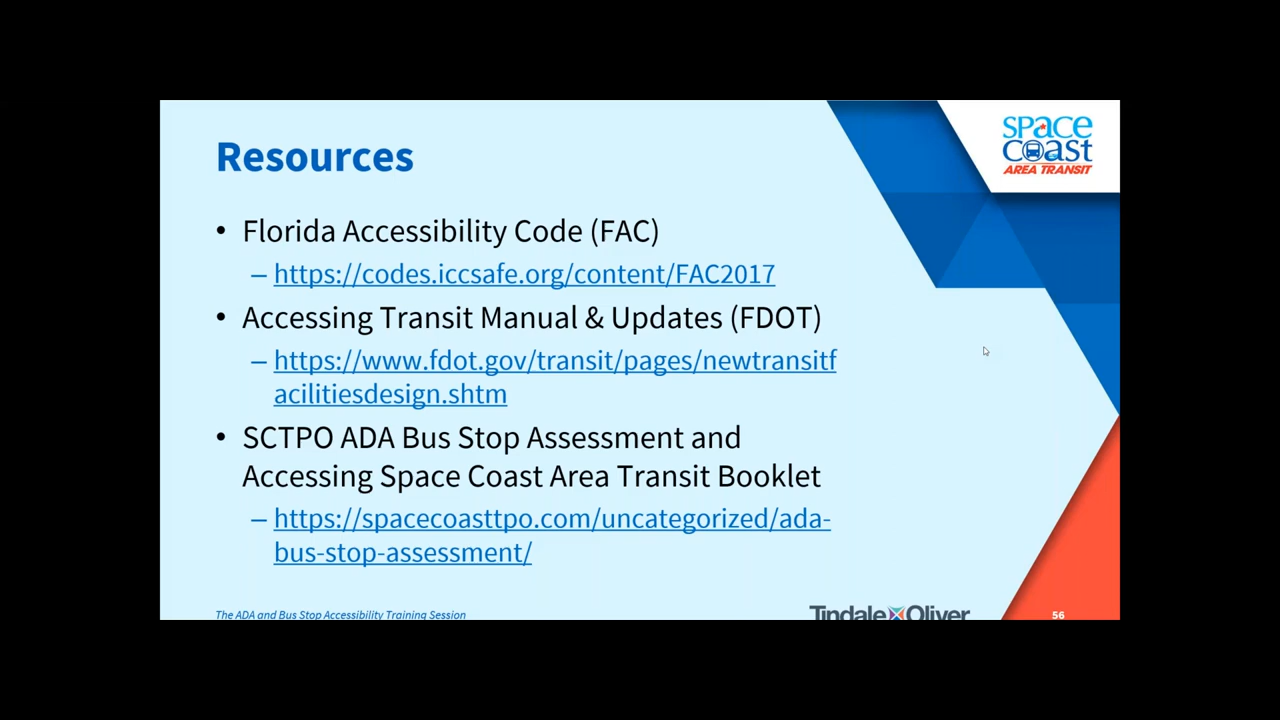 space
coast
AREA TRANSIT
Resources
• Florida Accessibility Code (FAC)
– https://codes.iccsafe.org/content/FAC2017
• Accessing Transit Manual & Updates (FDOT)
– https://www.fdot.gov/transit/pages/newtransitf
acilitiesdesign.shtm
• SCTPO ADA Bus Stop Assessment and
Accessing Space Coast Area Transit Booklet
– https://spacecoasttpo.com/uncategorized/ada-
bus-stop-assessment/
The ADA and Bus Stop Accessibility Training Session
Tindale Oliver
56